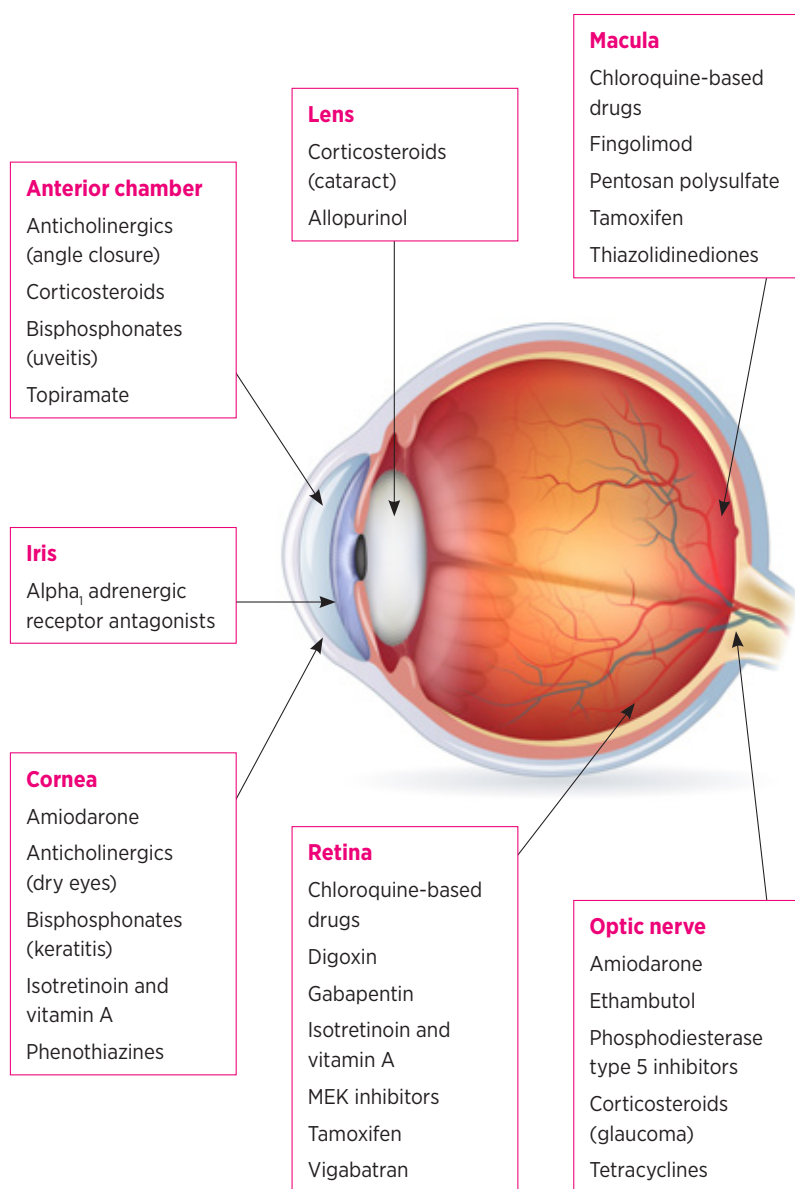 Macula
Chloroquine-based
drugs
Fingolimod
Pentosan polysulfate
Tamoxifen
Thiazolidinediones
Lens
Corticosteroids
(cataract)
Allopurinol
Anterior chamber
Anticholinergics
(angle closure)
Corticosteroids
Bisphosphonates
(uveitis)
Topiramate
Iris
Alpha₁ adrenergic
receptor antagonists
Cornea
Amiodarone
Anticholinergics
(dry eyes)
Bisphosphonates
(keratitis)
Isotretinoin and
vitamin A
Phenothiazines
Retina
Chloroquine-based
drugs
Digoxin
Gabapentin
Isotretinoin and
vitamin A
MEK inhibitors
Tamoxifen
Vigabatran
Optic nerve
Amiodarone
Ethambutol
Phosphodiesterase
type 5 inhibitors
Corticosteroids
(glaucoma)
Tetracyclines